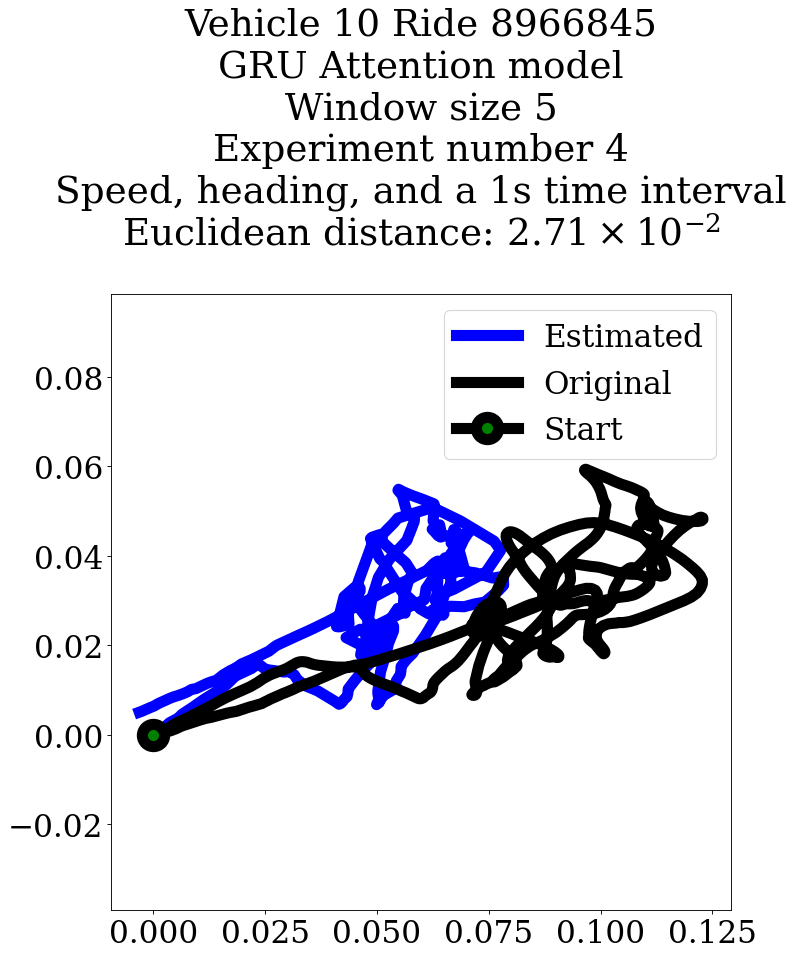 Vehicle 10 Ride 8966845
GRU Attention model
Window size 5
Experiment number 4
Speed, heading, and a 1s time interval
Euclidean distance: 2.71 × 10⁻²
Estimated
Original
Start
0.08
0.06
0.04
0.02
0.00
−0.02
0.000 0.025 0.050 0.075 0.100 0.125